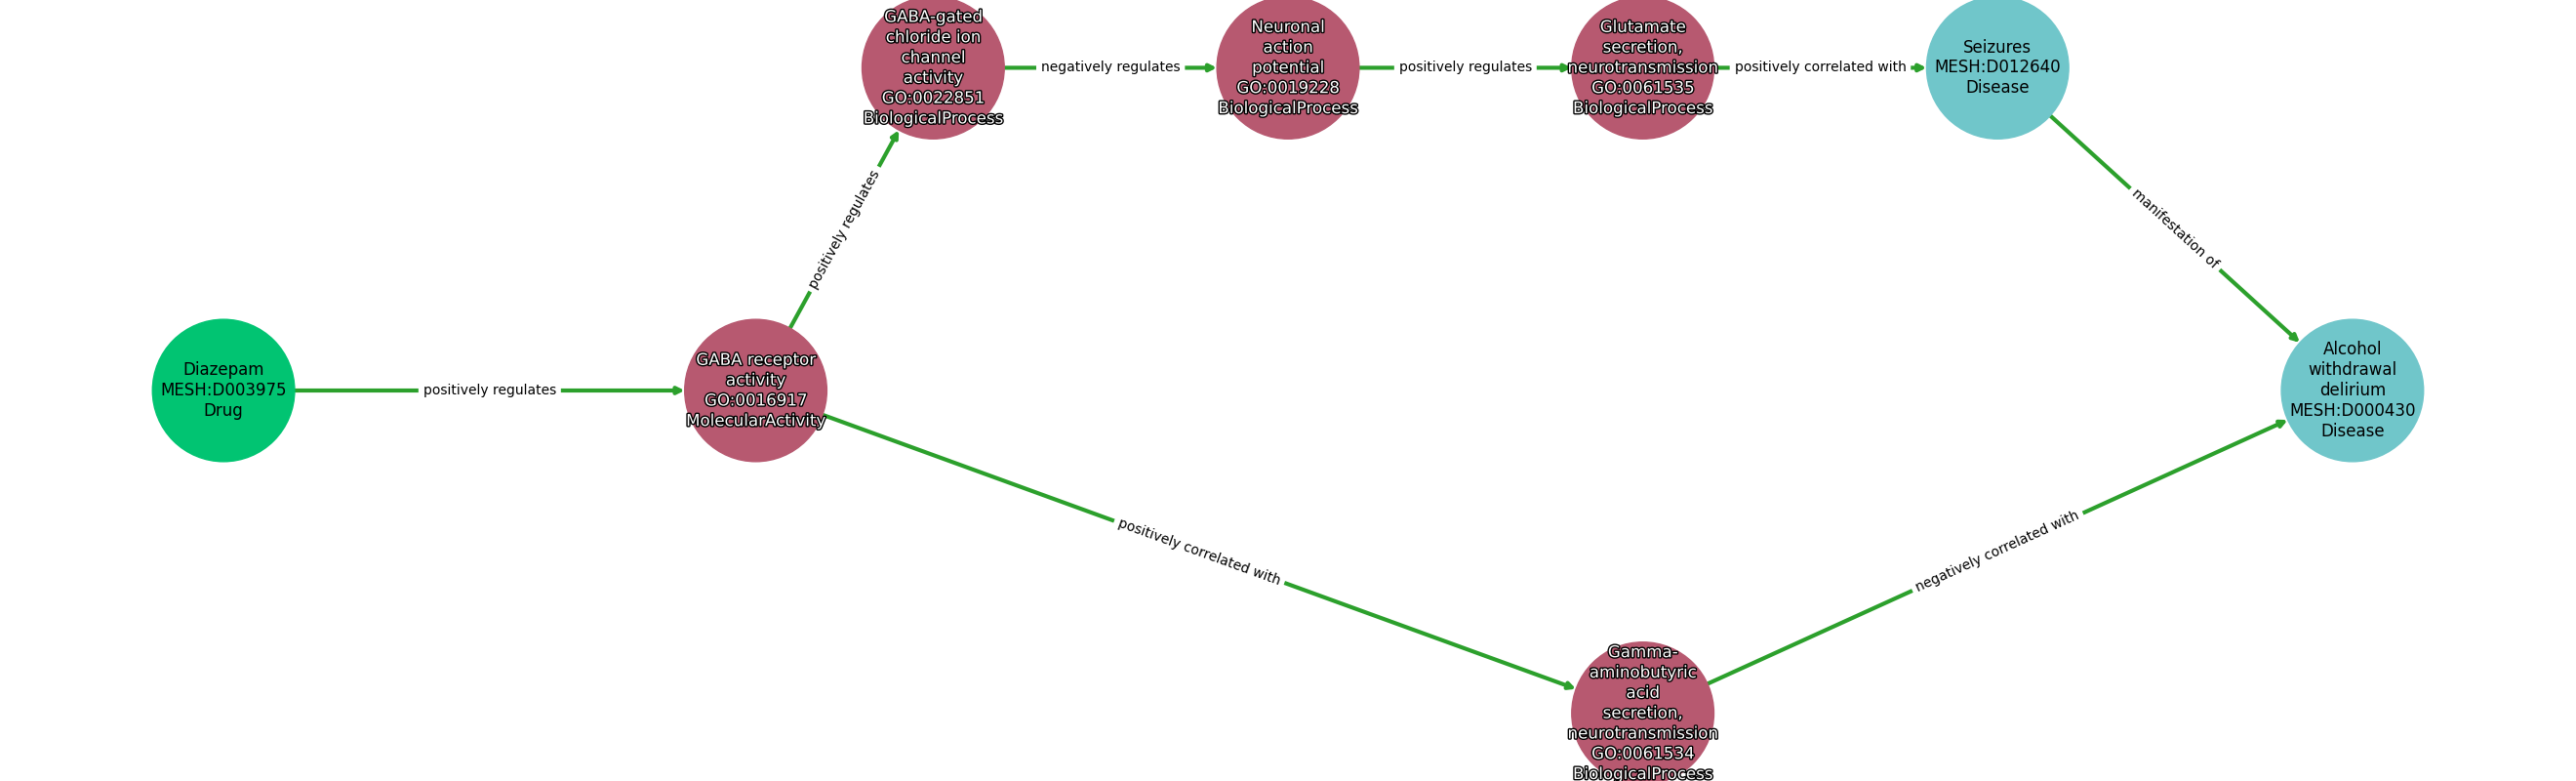 GABA-gated
chloride ion
channel
activity
GO:0022851
BiologicalProcess
negatively regulates
Neuronal
action
potential
GO:0019228
BiologicalProcess
positively regulates
Glutamate
secretion,
neurotransmission
GO:0061535
BiologicalProcess
positively correlated with
Seizures
MESH:D012640
Disease
positively regulates
manifestation of
Diazepam
MESH:D003975
Drug
positively regulates
GABA receptor
activity
GO:0016917
MolecularActivity
Alcohol
withdrawal
delirium
MESH:D000430
Disease
positively correlated with
negatively correlated with
Gamma-
aminobutyric
acid
secretion,
neurotransmission
GO:0061534
BiologicalProcess